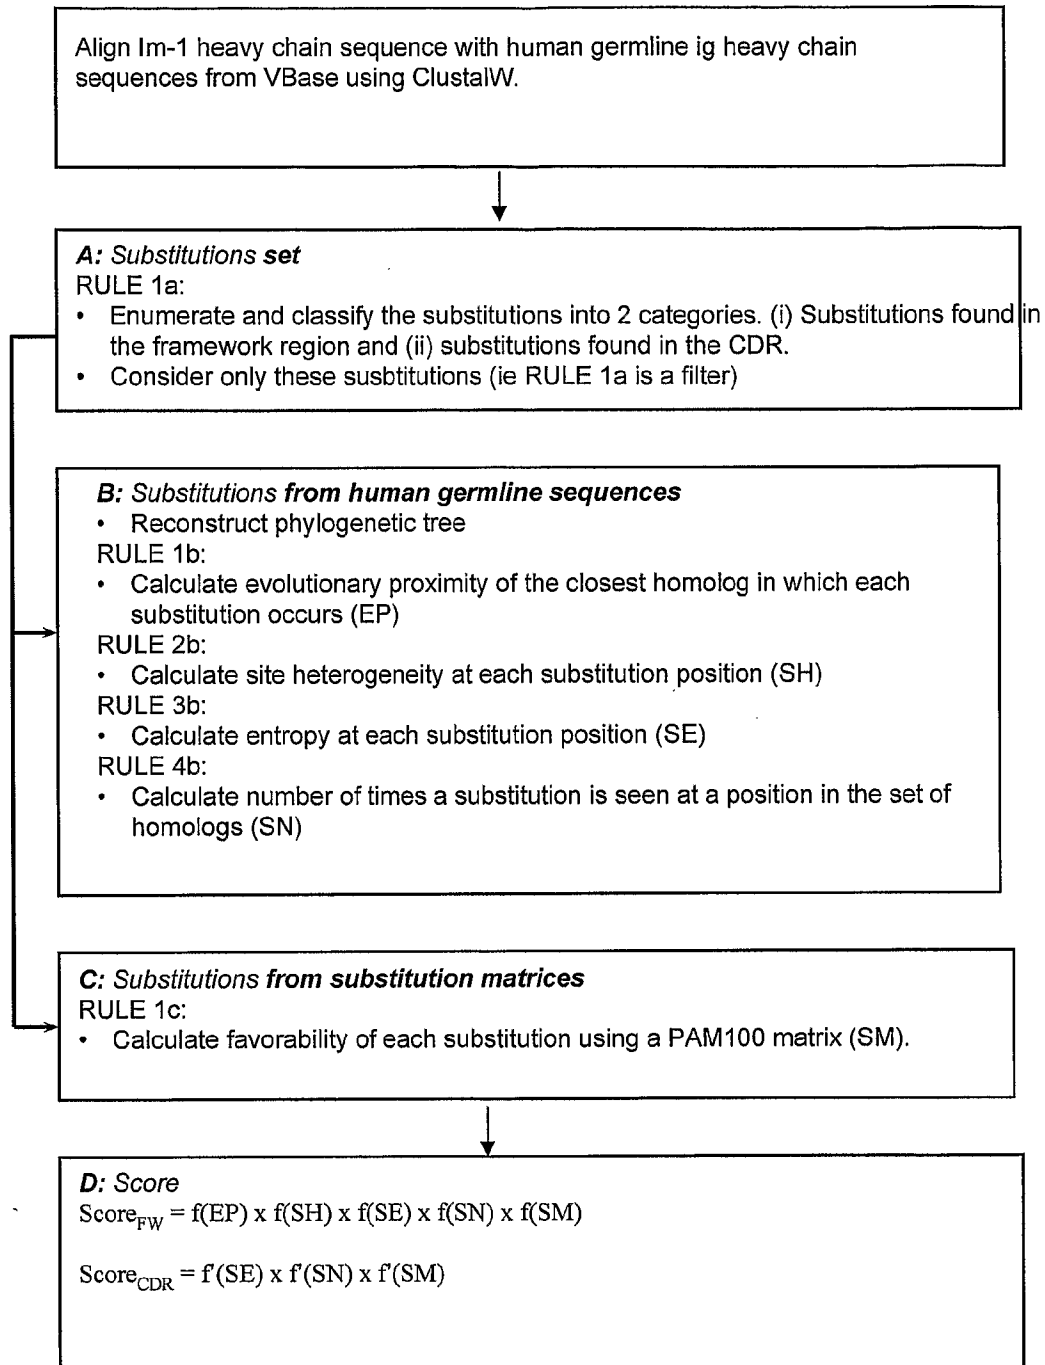 Align Im-1 heavy chain sequence with human germline ig heavy chain
sequences from VBase using ClustalW.
A: Substitutions set
RULE 1a:
• Enumerate and classify the substitutions into 2 categories. (i) Substitutions found in
the framework region and (ii) substitutions found in the CDR.
• Consider only these susbtitutions (ie RULE 1a is a filter)
B: Substitutions from human germline sequences
• Reconstruct phylogenetic tree
RULE 1b:
• Calculate evolutionary proximity of the closest homolog in which each
substitution occurs (EP)
RULE 2b:
• Calculate site heterogeneity at each substitution position (SH)
RULE 3b:
• Calculate entropy at each substitution position (SE)
RULE 4b:
• Calculate number of times a substitution is seen at a position in the set of
homologs (SN)
C: Substitutions from substitution matrices
RULE 1c:
• Calculate favorability of each substitution using a PAM100 matrix (SM).
D: Score
Score_FW = f(EP) x f(SH) x f(SE) x f(SN) x f(SM)
Score_CDR = f'(SE) x f'(SN) x f'(SM)